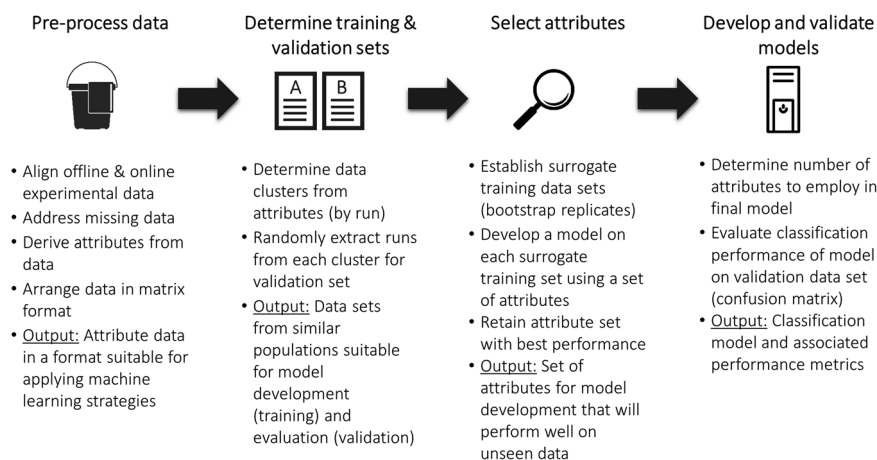 Pre-process data
• Align offline & online
experimental data
• Address missing data
• Derive attributes from
data
• Arrange data in matrix
format
• Output: Attribute data
in a format suitable for
applying machine
learning strategies
Determine training &
validation sets
A B
• Determine data
clusters from
attributes (by run)
• Randomly extract runs
from each cluster for
validation set
• Output: Data sets
from similar
populations suitable
for model
development
(training) and
evaluation (validation)
Select attributes
• Establish surrogate
training data sets
(bootstrap replicates)
• Develop a model on
each surrogate
training set using a set
of attributes
• Retain attribute set
with best performance
• Output: Set of
attributes for model
development that will
perform well on
unseen data
Develop and validate
models
• Determine number of
attributes to employ in
final model
• Evaluate classification
performance of model
on validation data set
(confusion matrix)
• Output: Classification
model and associated
performance metrics